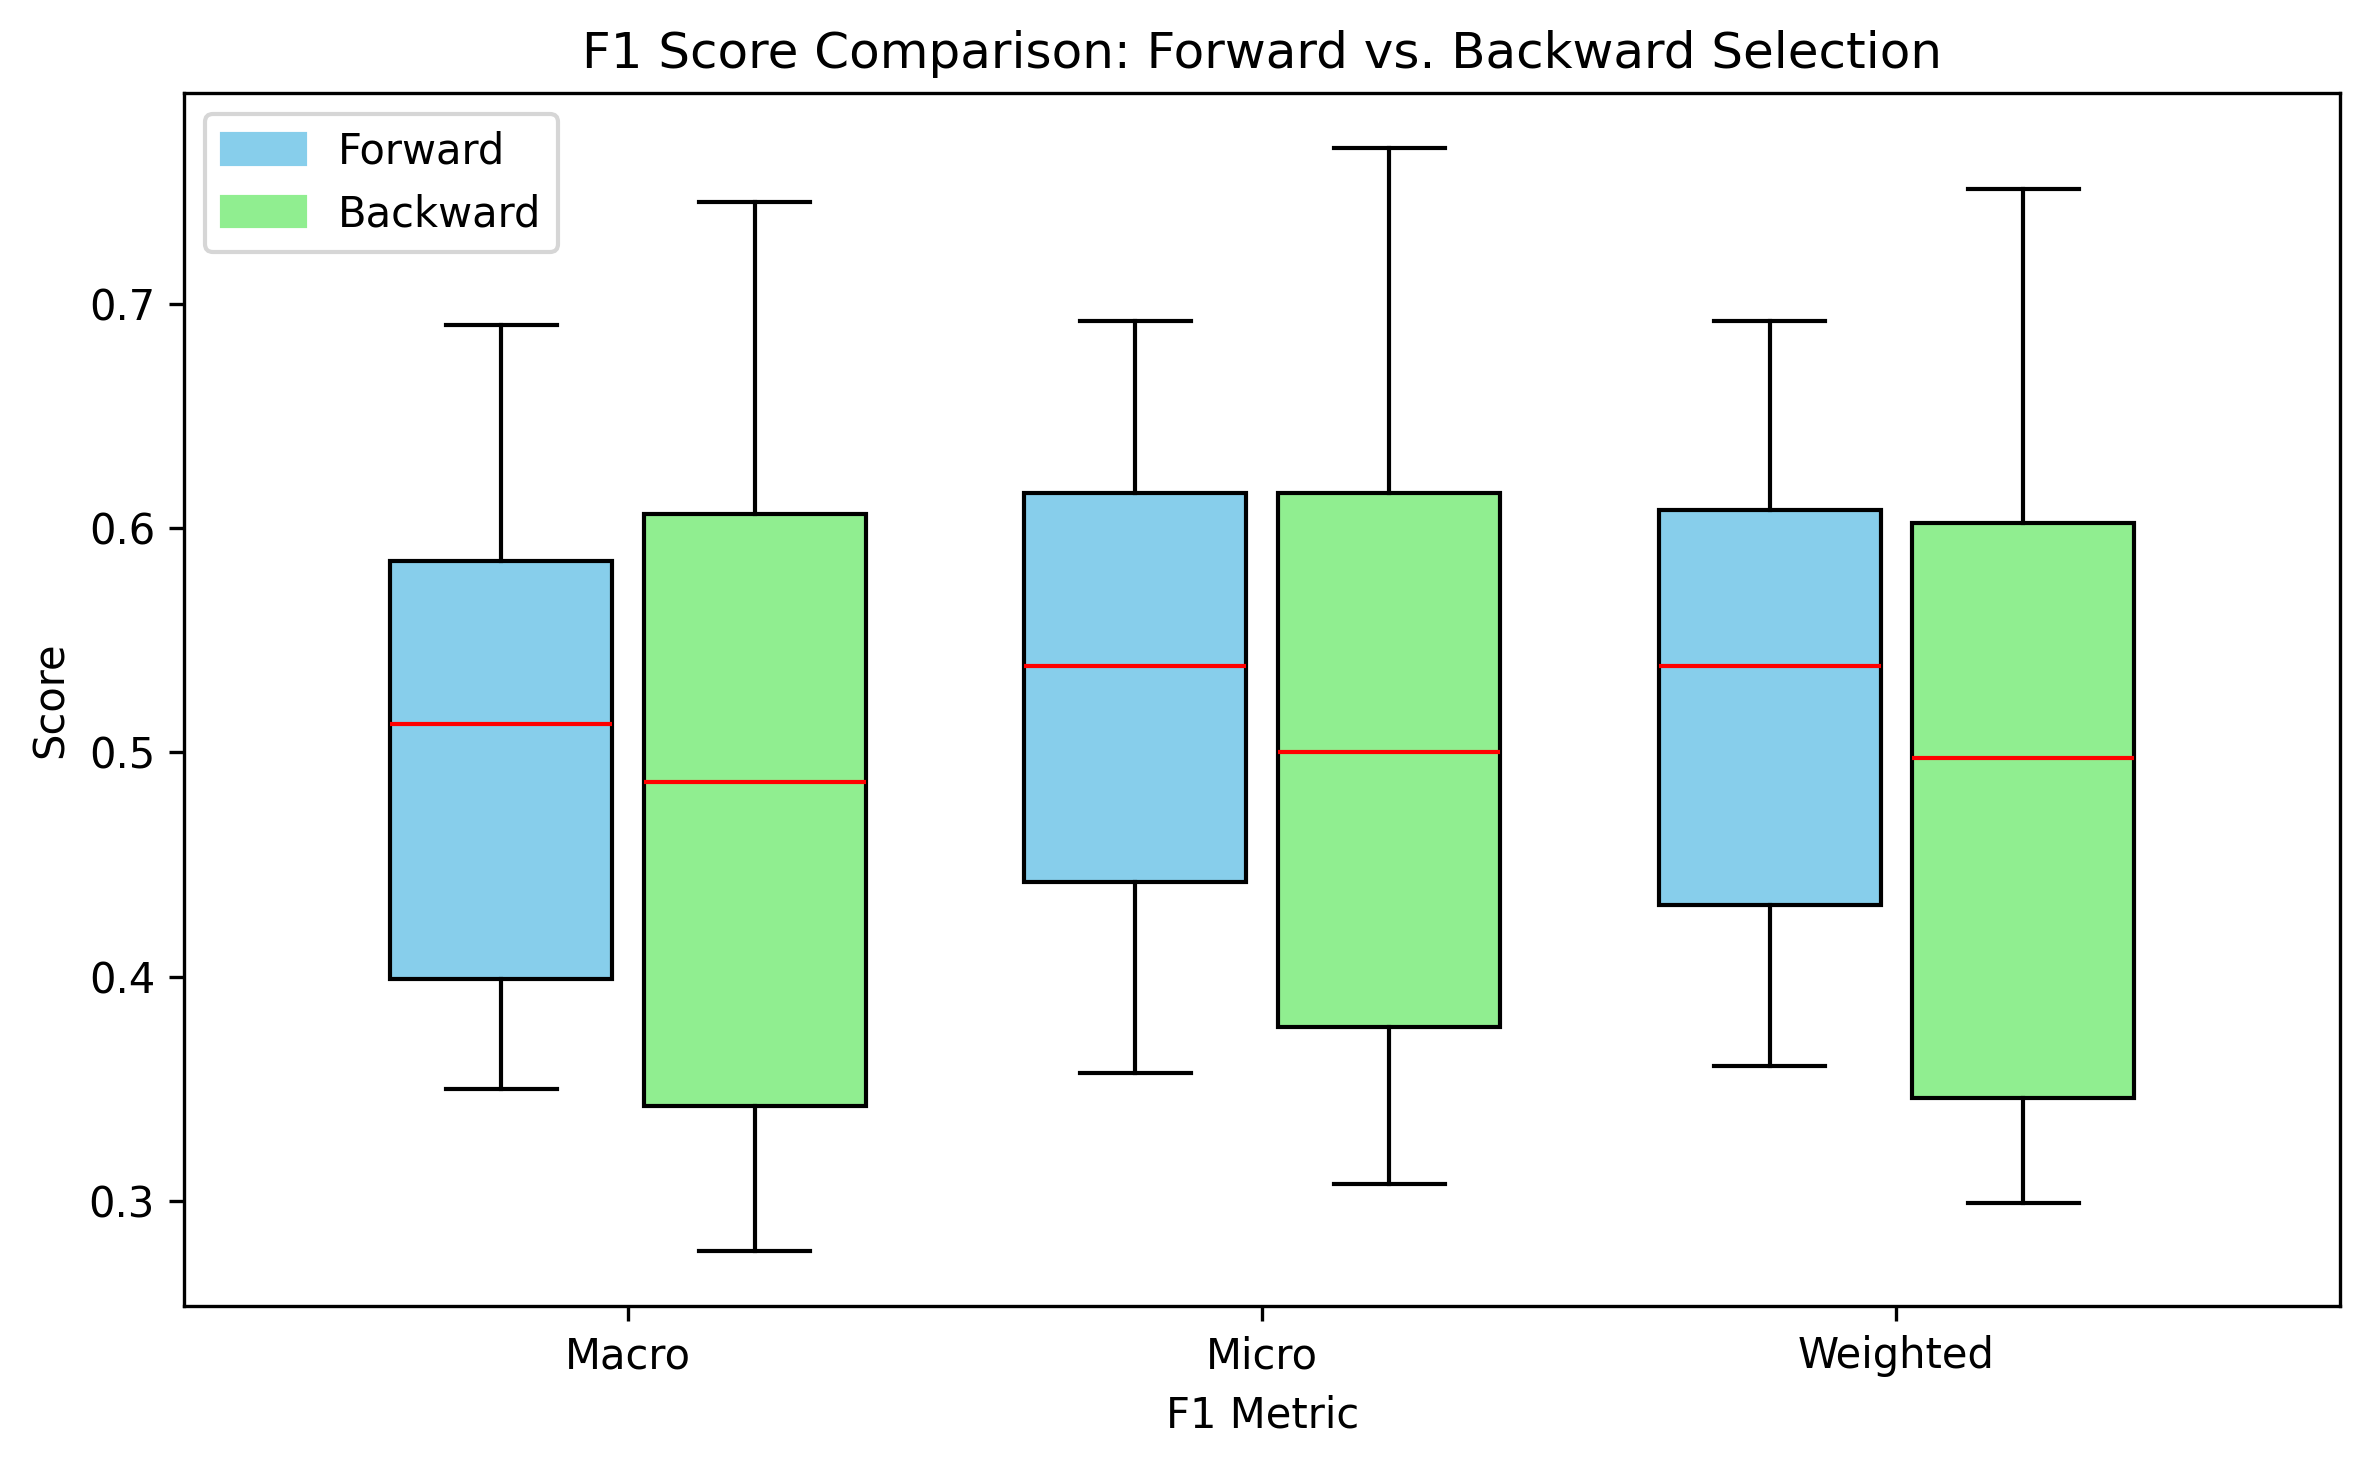 F1 Score Comparison: Forward vs. Backward Selection
Forward
Backward
Score
0.7
0.6
0.5
0.4
0.3
Macro
Micro
Weighted
F1 Metric